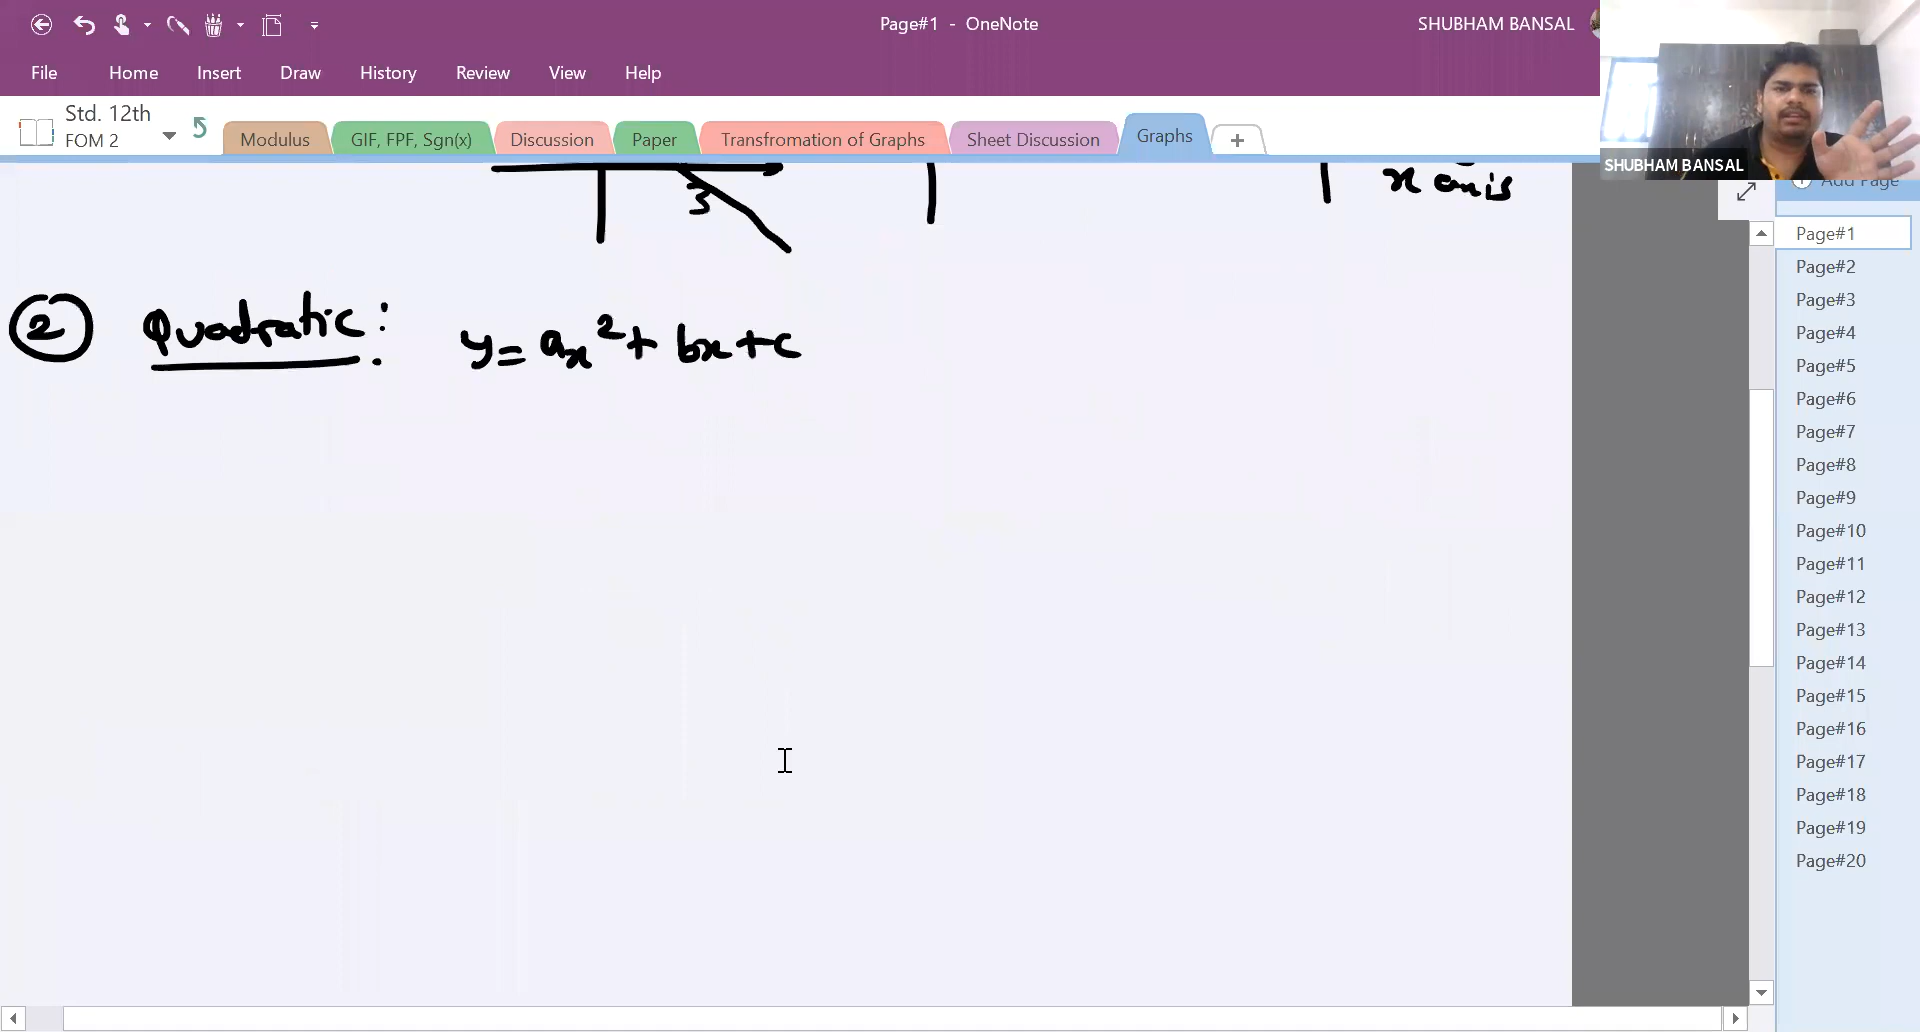 Page#1 - OneNote
SHUBHAM BANSAL
File Home Insert Draw History Review View Help
Std. 12th
FOM 2
Modulus
GIF, FPF, Sgn(x)
Discussion
Paper
Transfromation of Graphs
Sheet Discussion
Graphs
+
SHUBHAM BANSAL
Add Page
3
x axis
② Quadratic: y = ax² + bx + c
Page#1
Page#2
Page#3
Page#4
Page#5
Page#6
Page#7
Page#8
Page#9
Page#10
Page#11
Page#12
Page#13
Page#14
Page#15
Page#16
Page#17
Page#18
Page#19
Page#20